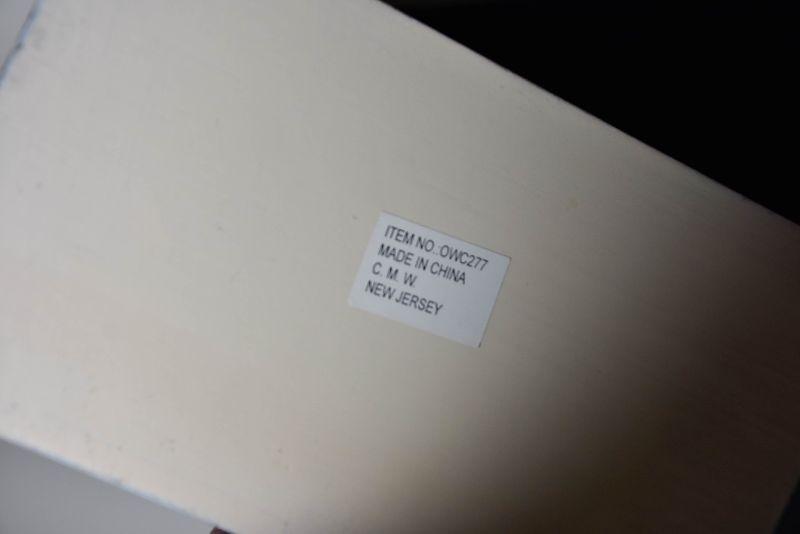 ITEM NO.:OWC277
MADE IN CHINA
C. M. W.
NEW JERSEY